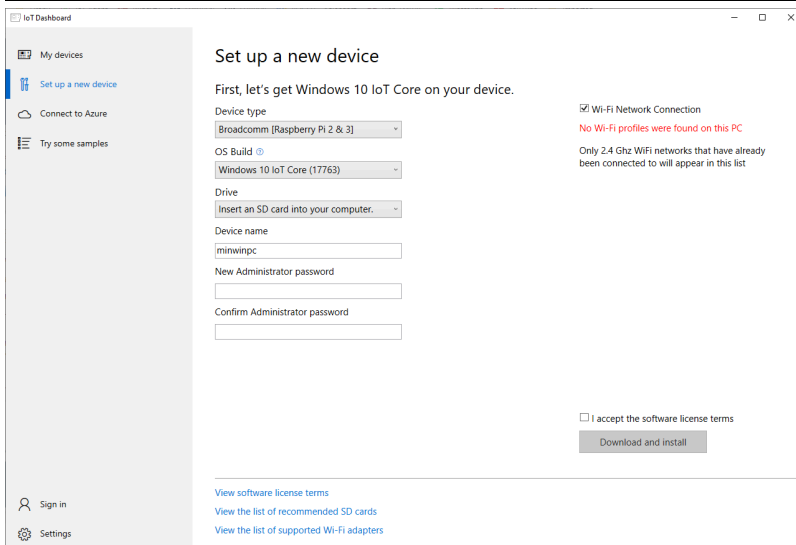 IoT Dashboard
My devices
Set up a new device
Connect to Azure
Try some samples
Sign in
Settings
Set up a new device
First, let's get Windows 10 IoT Core on your device.
Device type
Broadcomm [Raspberry Pi 2 & 3]
OS Build
Windows 10 IoT Core (17763)
Drive
Insert an SD card into your computer.
Device name
minwinpc
New Administrator password
Confirm Administrator password
Wi-Fi Network Connection
No Wi-Fi profiles were found on this PC
Only 2.4 Ghz WiFi networks that have already
been connected to will appear in this list
I accept the software license terms
Download and install
View software license terms
View the list of recommended SD cards
View the list of supported Wi-Fi adapters